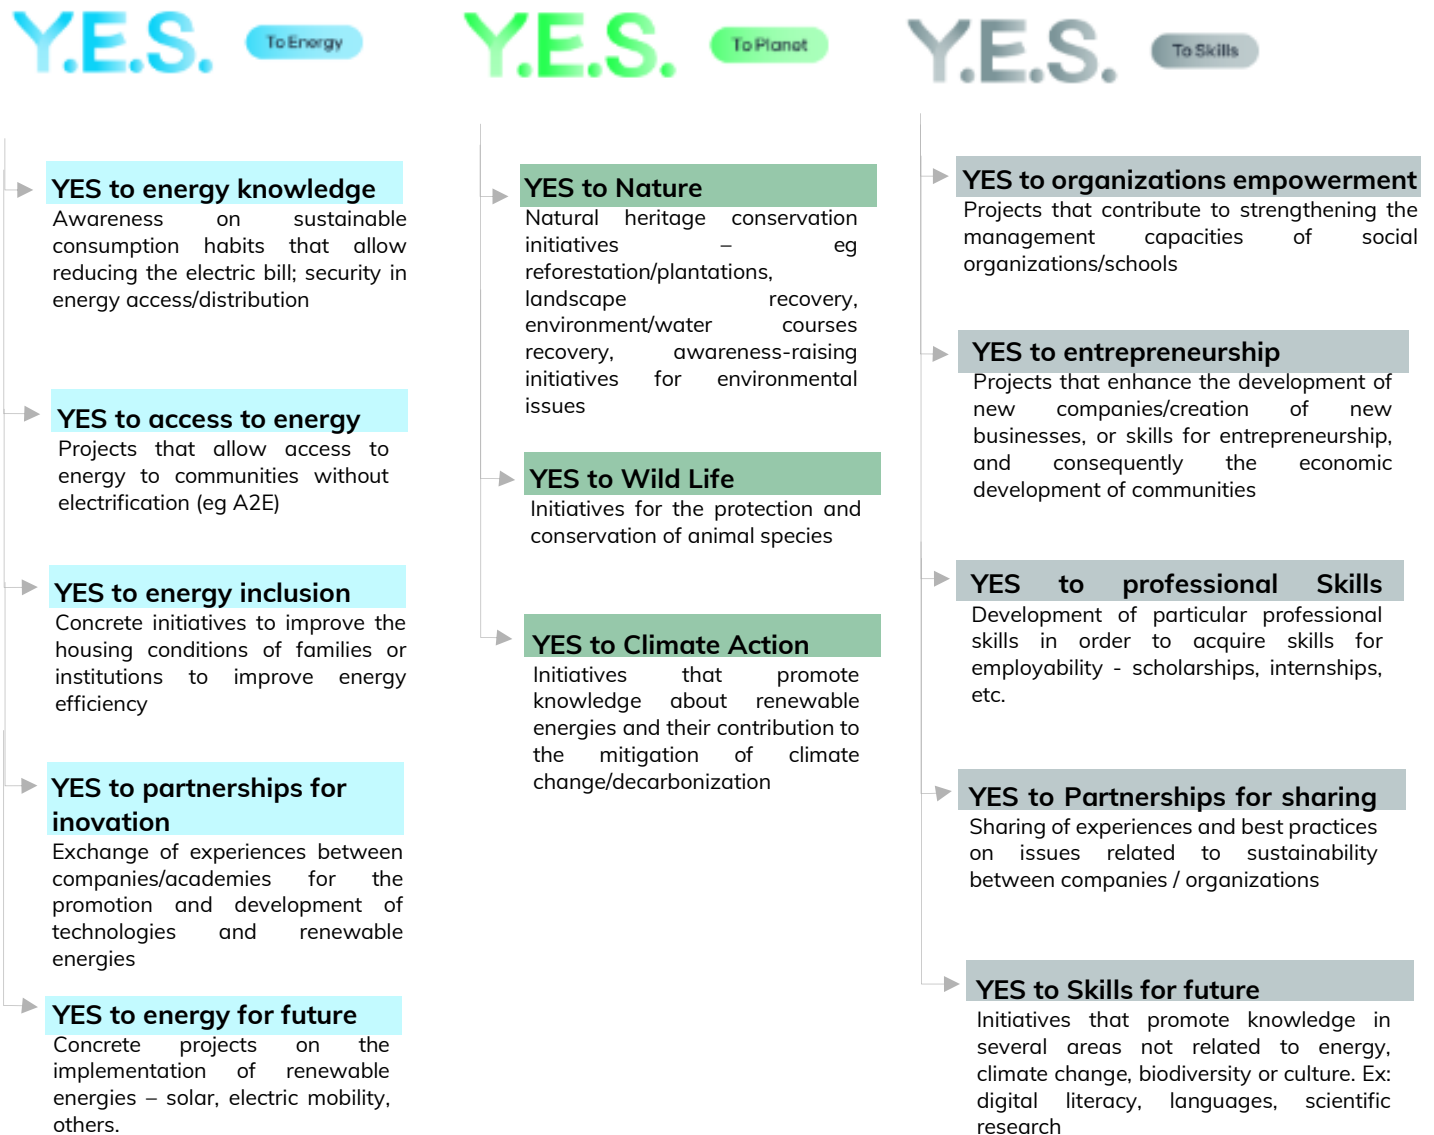 Y.E.S. To Energy
YES to energy knowledge
Awareness on sustainable
consumption habits that allow
reducing the electric bill; security in
energy access/distribution
YES to access to energy
Projects that allow access to
energy to communities without
electrification (eg A2E)
YES to energy inclusion
Concrete initiatives to improve the
housing conditions of families or
institutions to improve energy
efficiency
YES to partnerships for
inovation
Exchange of experiences between
companies/academies for the
promotion and development of
technologies and renewable
energies
YES to energy for future
Concrete projects on the
implementation of renewable
energies – solar, electric mobility,
others.
Y.E.S. To Planet
YES to Nature
Natural heritage conservation
initiatives – eg
reforestation/plantations,
landscape recovery,
environment/water courses
recovery, awareness-raising
initiatives for environmental
issues
YES to Wild Life
Initiatives for the protection and
conservation of animal species
YES to Climate Action
Initiatives that promote
knowledge about renewable
energies and their contribution to
the mitigation of climate
change/decarbonization
Y.E.S. To Skills
YES to organizations empowerment
Projects that contribute to strengthening the
management capacities of social
organizations/schools
YES to entrepreneurship
Projects that enhance the development of
new companies/creation of new
businesses, or skills for entrepreneurship,
and consequently the economic
development of communities
YES to professional Skills
Development of particular professional
skills in order to acquire skills for
employability - scholarships, internships,
etc.
YES to Partnerships for sharing
Sharing of experiences and best practices
on issues related to sustainability
between companies / organizations
YES to Skills for future
Initiatives that promote knowledge in
several areas not related to energy,
climate change, biodiversity or culture. Ex:
digital literacy, languages, scientific
research